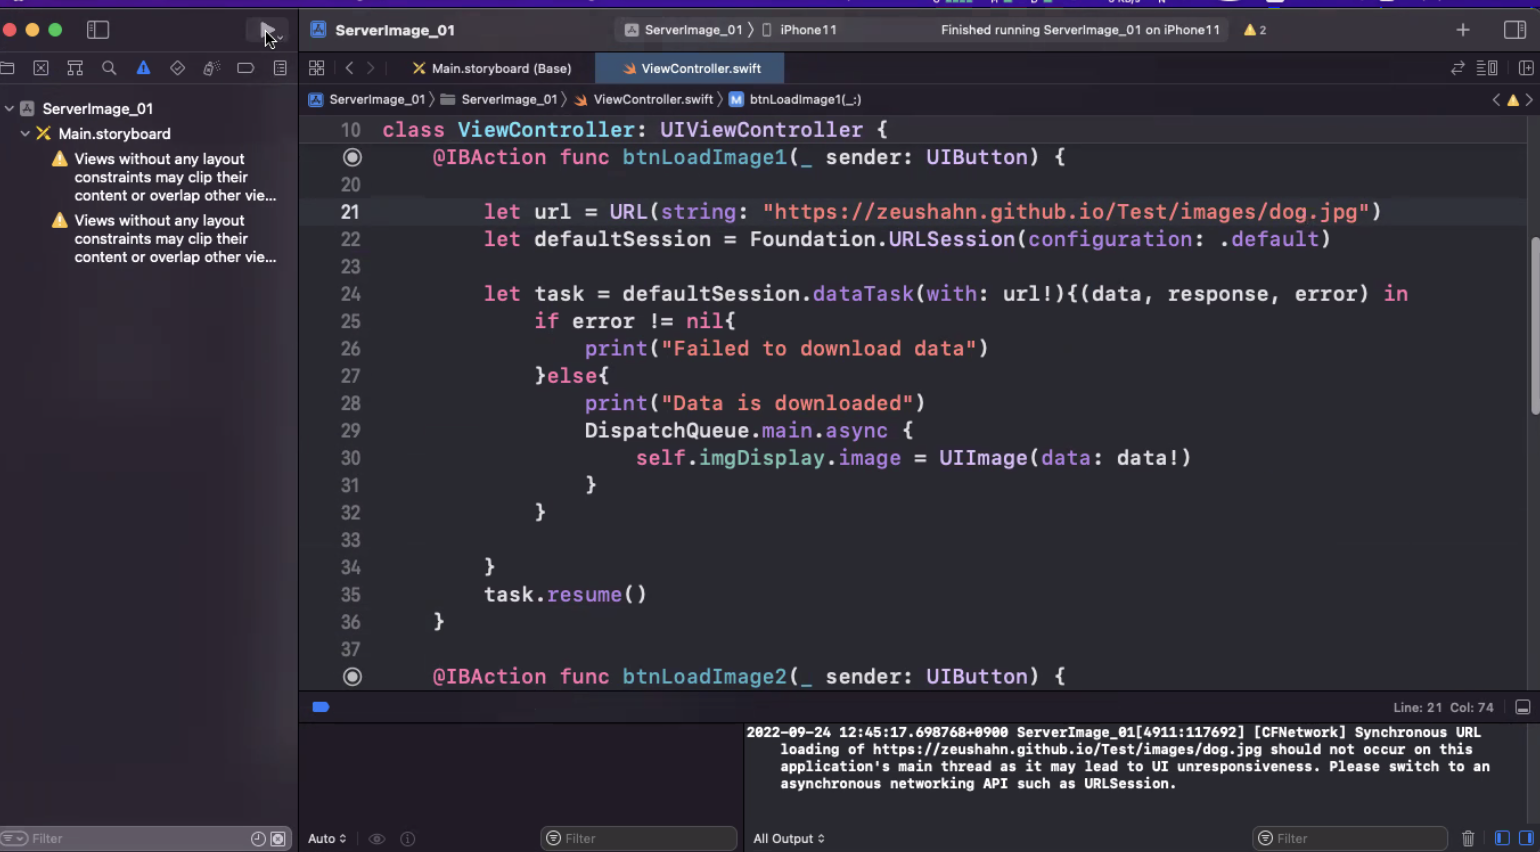 ServerImage_01
ServerImage_01 〉 iPhone11
Finished running ServerImage_01 on iPhone11
2
Main.storyboard (Base)
ViewController.swift
ServerImage_01
Main.storyboard
Views without any layout
constraints may clip their
content or overlap other vie...
Views without any layout
constraints may clip their
content or overlap other vie...
ServerImage_01 〉 ServerImage_01 〉 ViewController.swift 〉 M btnLoadImage1(_:)
10 class ViewController: UIViewController {
@IBAction func btnLoadImage1(_ sender: UIButton) {
20
21 let url = URL(string: "https://zeushahn.github.io/Test/images/dog.jpg")
22 let defaultSession = Foundation.URLSession(configuration: .default)
23
24 let task = defaultSession.dataTask(with: url!){(data, response, error) in
25 if error != nil{
26 print("Failed to download data")
27 }else{
28 print("Data is downloaded")
29 DispatchQueue.main.async {
30 self.imgDisplay.image = UIImage(data: data!)
31 }
32 }
33
34 }
35 task.resume()
36 }
37
@IBAction func btnLoadImage2(_ sender: UIButton) {
Line: 21 Col: 74
2022-09-24 12:45:17.698768+0900 ServerImage_01[4911:117692] [CFNetwork] Synchronous URL
loading of https://zeushahn.github.io/Test/images/dog.jpg should not occur on this
application's main thread as it may lead to UI unresponsiveness. Please switch to an
asynchronous networking API such as URLSession.
Filter
Auto
Filter
All Output
Filter